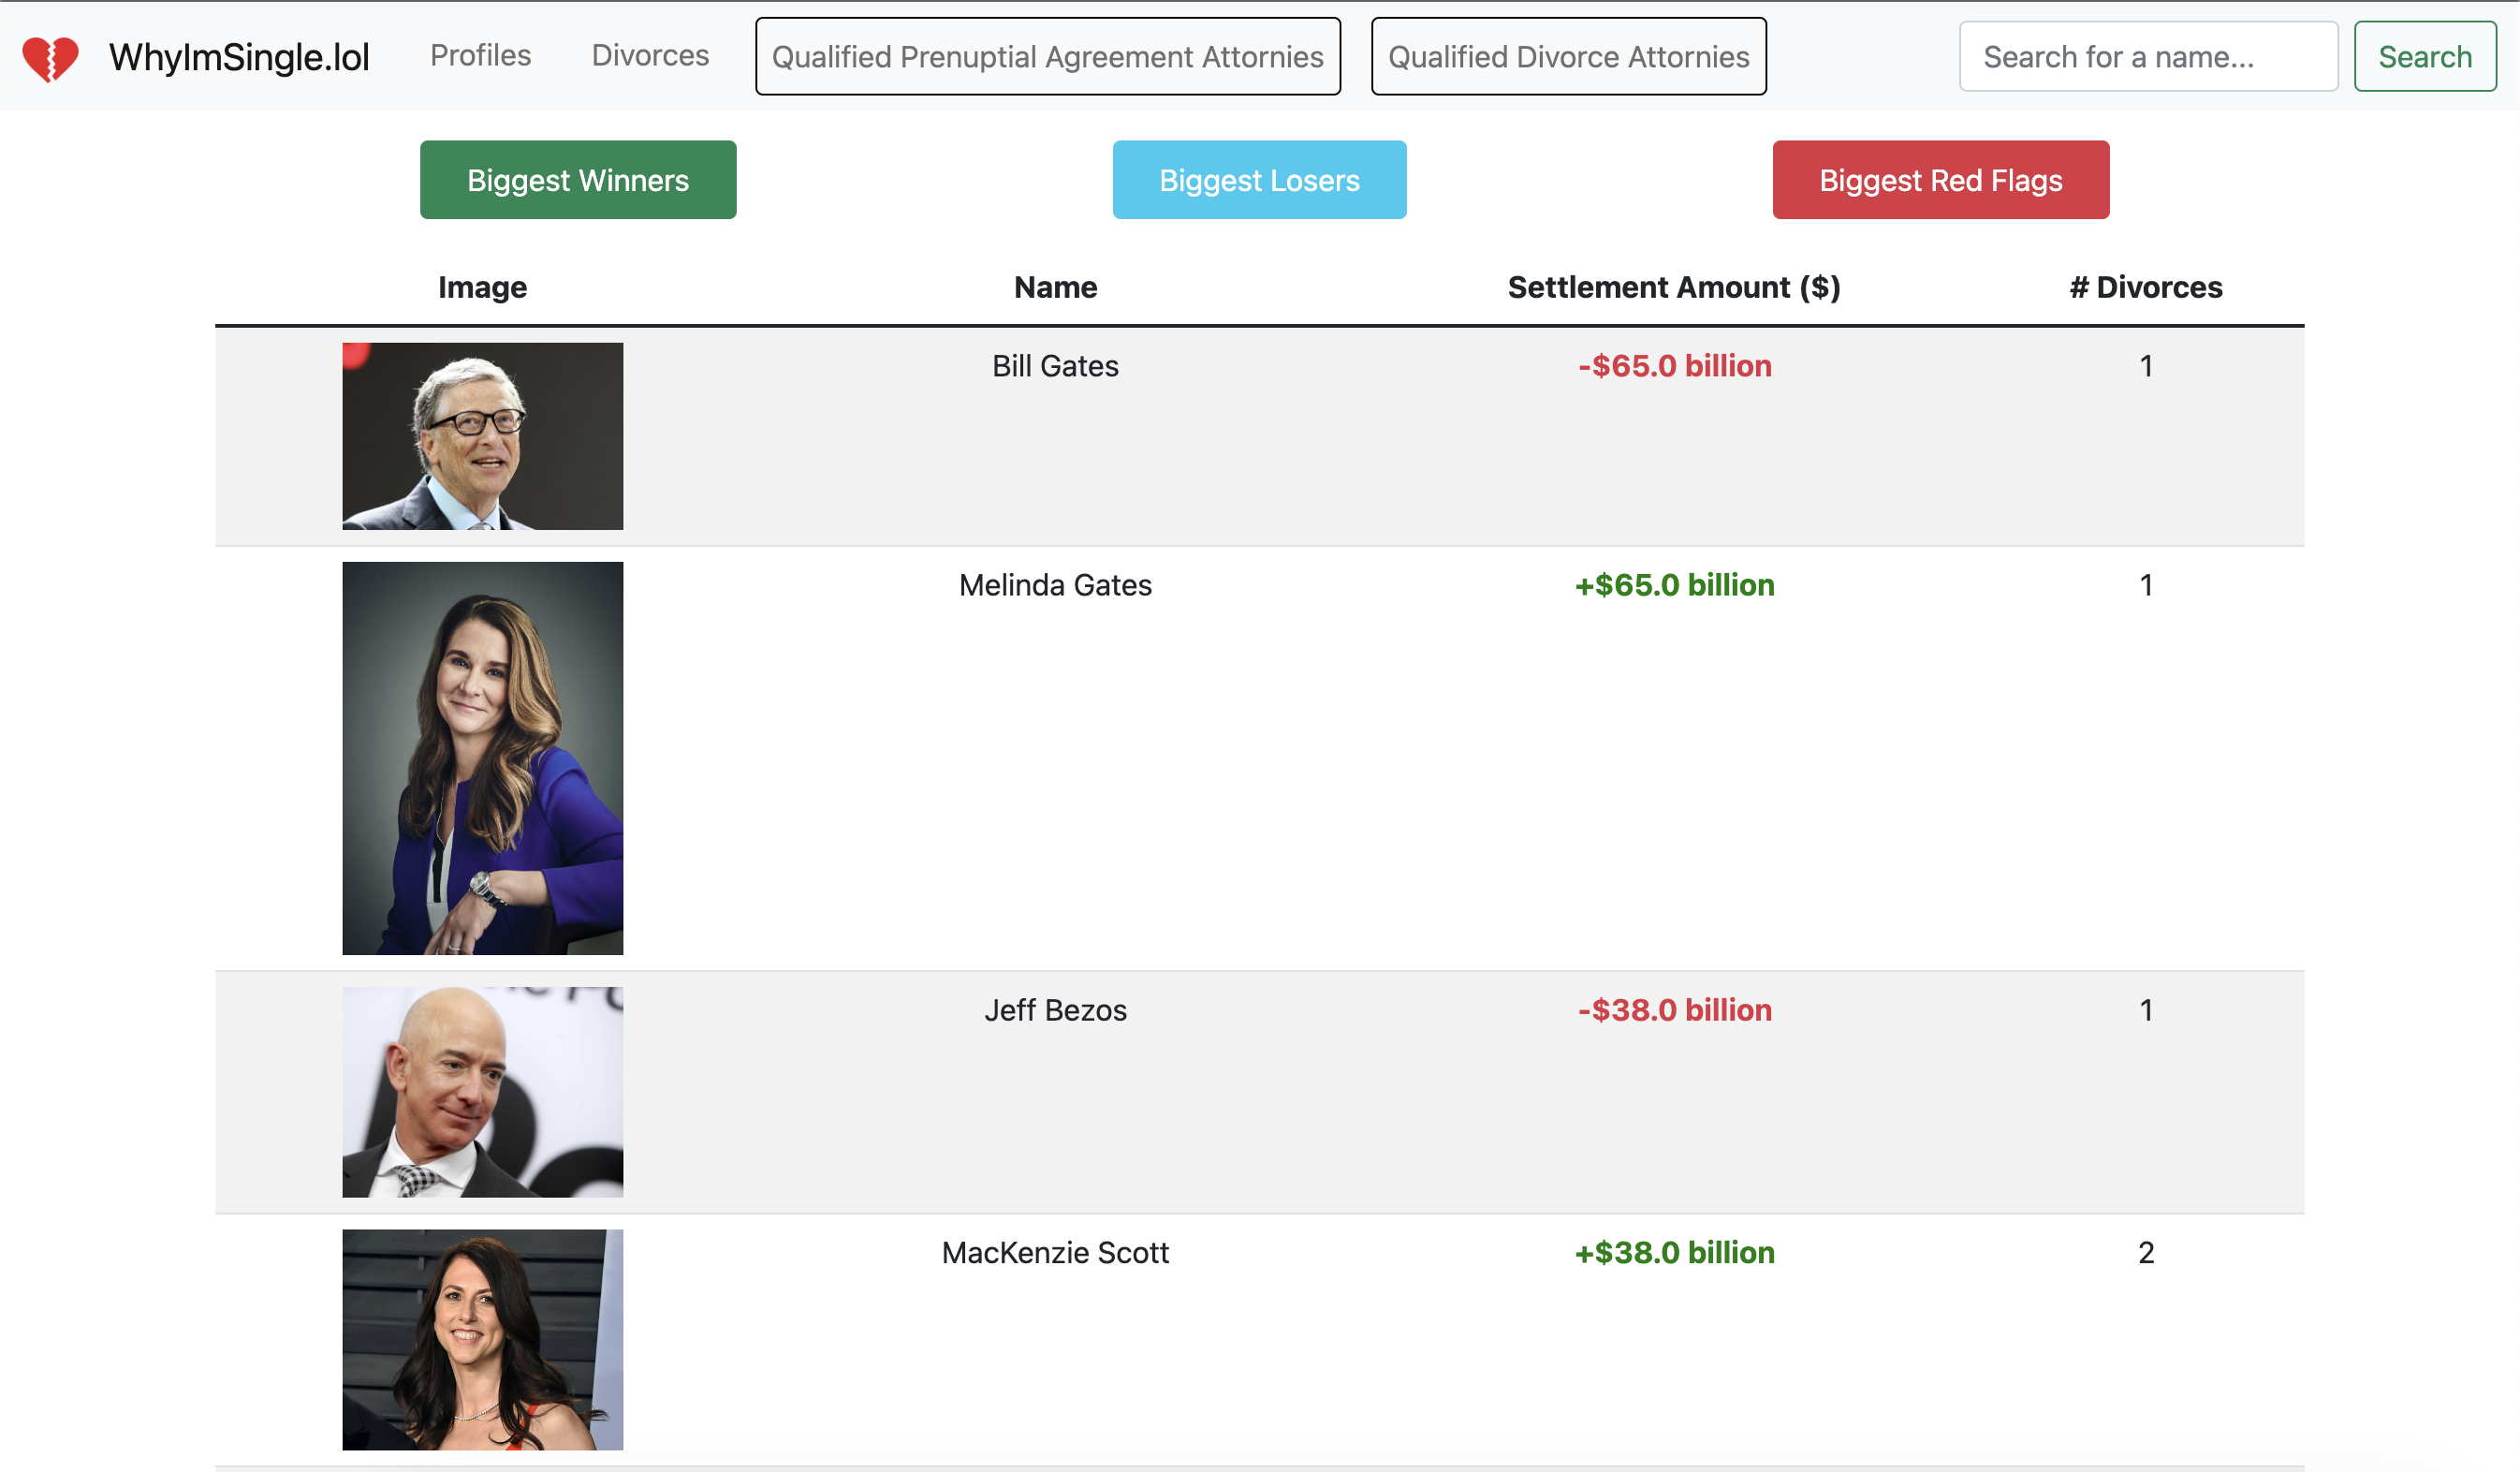 WhyImSingle.lol Profiles Divorces Qualified Prenuptial Agreement Attornies Qualified Divorce Attornies Search for a name... Search
Biggest Winners Biggest Losers Biggest Red Flags
Image Name Settlement Amount ($) # Divorces
Bill Gates -$65.0 billion 1
Melinda Gates +$65.0 billion 1
Jeff Bezos -$38.0 billion 1
MacKenzie Scott +$38.0 billion 2